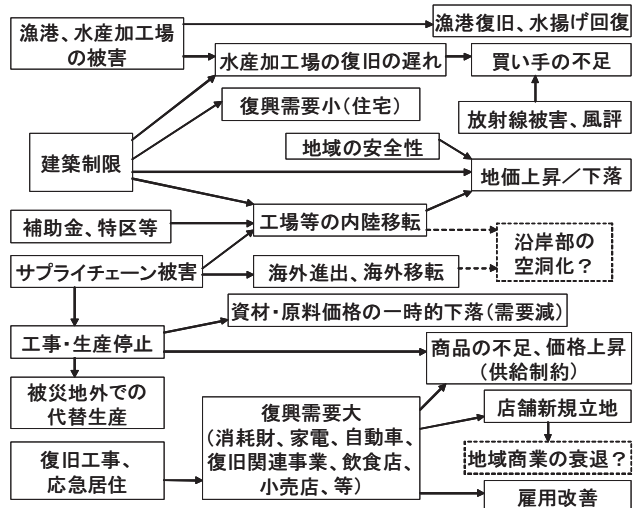 漁港、水産加工場
の被害
漁港復旧、水揚げ回復
水産加工場の復旧の遅れ
買い手の不足
復興需要小（住宅）
放射線被害、風評
建築制限
地域の安全性
地価上昇／下落
補助金、特区等
工場等の内陸移転
沿岸部の
空洞化？
サプライチェーン被害
海外進出、海外移転
資材・原料価格の一時的下落（需要減）
工事・生産停止
商品の不足、価格上昇
（供給制約）
被災地外での
代替生産
復興需要大
（消耗財、家電、自動車、
復旧関連事業、飲食店、
小売店、等）
店舗新規立地
地域商業の衰退？
復旧工事、
応急居住
雇用改善